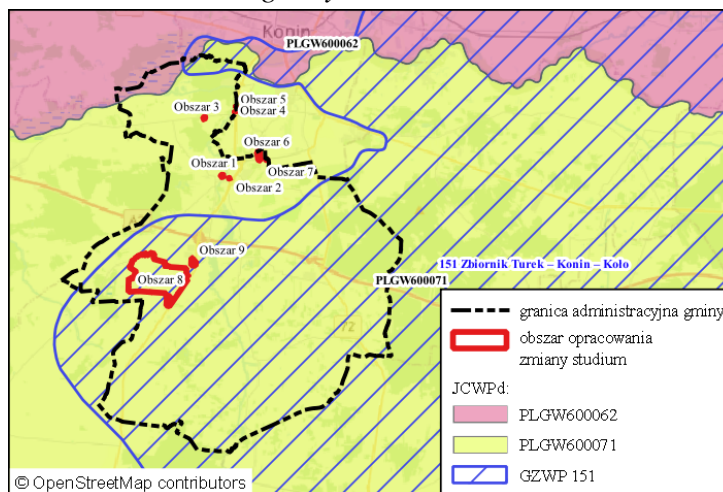 Konin
PLGW600062
Obszar 5
Obszar 3
Obszar 4
Obszar 6
Obszar 1
Obszar 7
Obszar 2
Obszar 9
151 Zbiornik Turek – Konin – Koło
Obszar 8
PLGW600071
72
granica administracyjna gminy
obszar opracowania
zmiany studium
JCWPd:
PLGW600062
PLGW600071
GZWP 151
© OpenStreetMap contributors